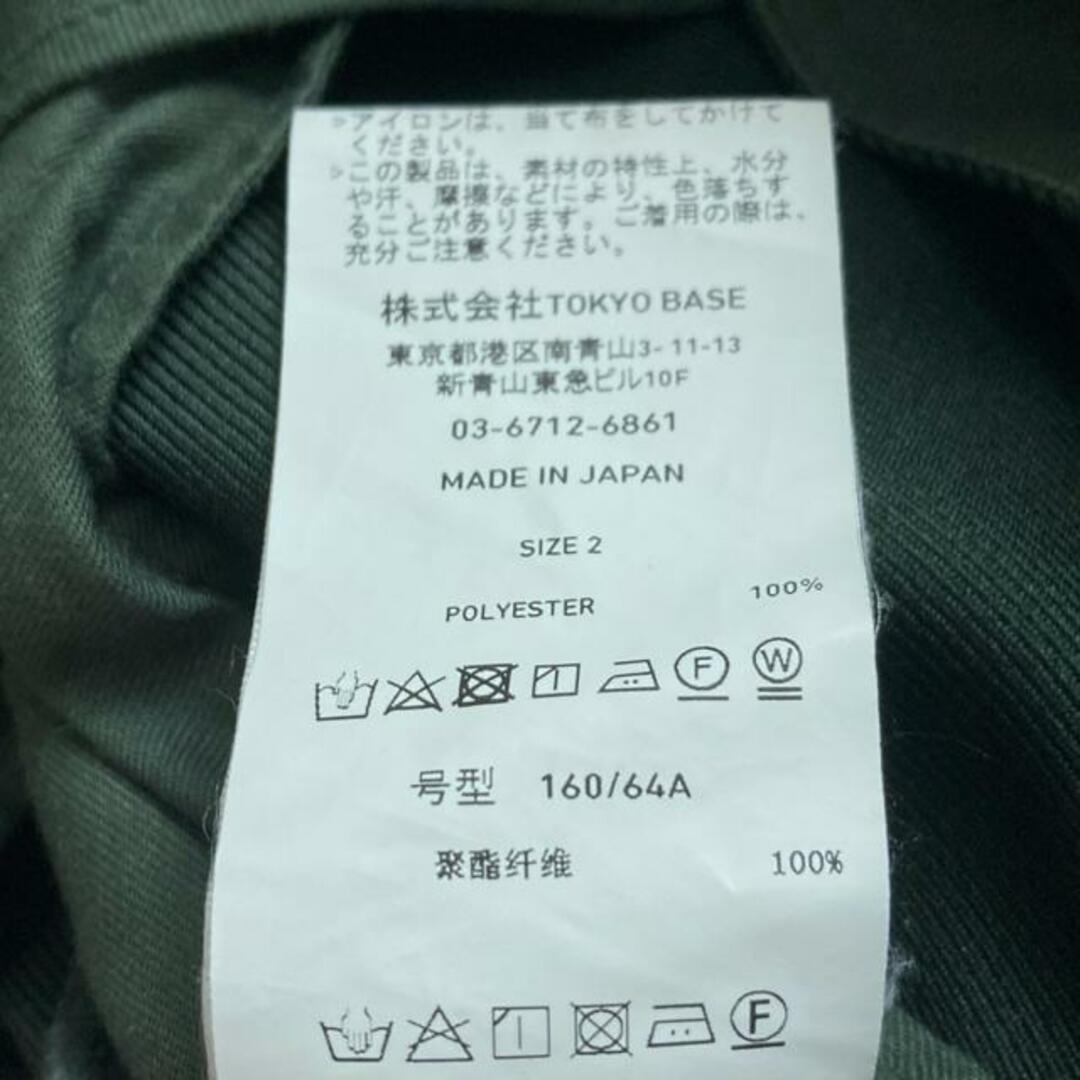 ▹アイロンは、当て布をしてかけて
ください。
▹この製品は、素材の特性上、水分
や汗、摩擦などにより、色落ちす
ることがあります。ご着用の際は、
充分ご注意ください。
株式会社TOKYO BASE
東京都港区南青山3-11-13
新青山東急ビル10F
03-6712-6861
MADE IN JAPAN
SIZE 2
POLYESTER 100%
F W
号型 160/64A
聚酯纤维 100%
F